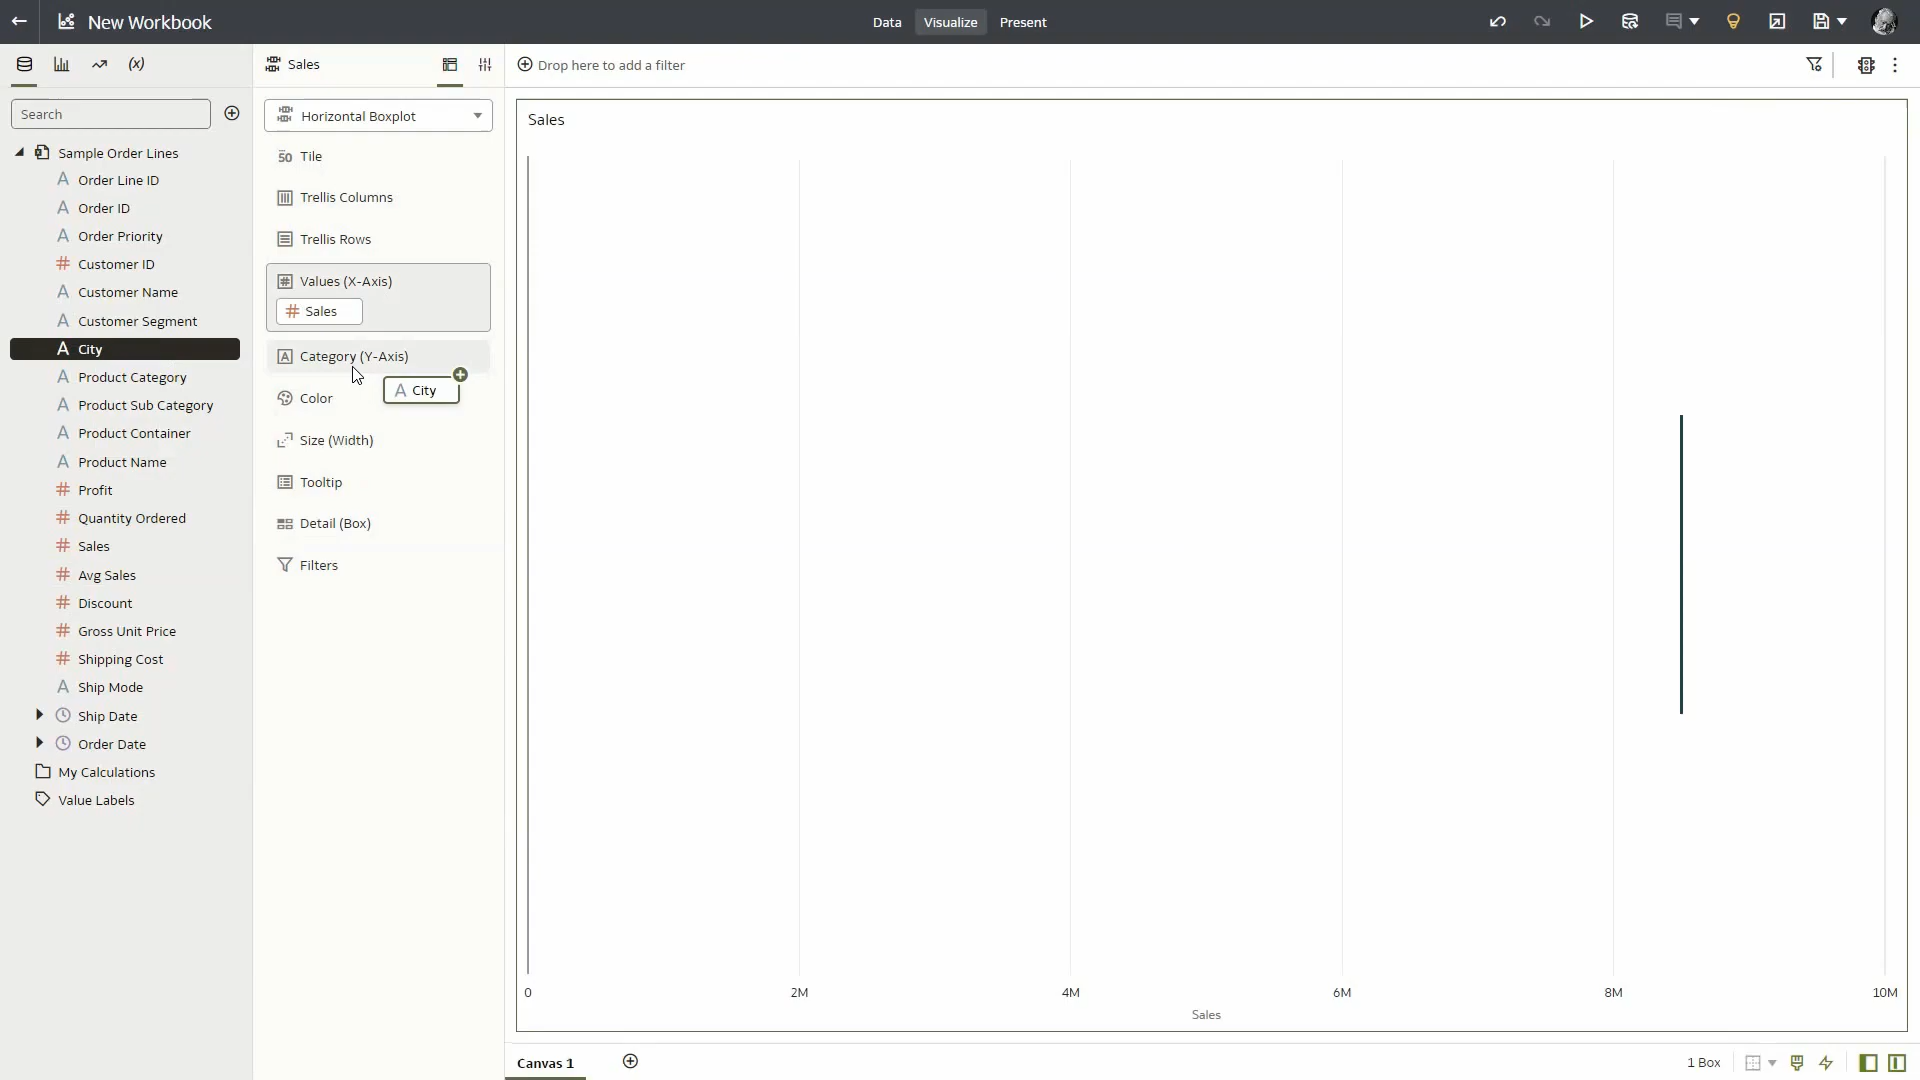 New Workbook
Data
Visualize
Present
(x)
Sales
Drop here to add a filter
Search
Horizontal Boxplot
Sales
Sample Order Lines
A Order Line ID
A Order ID
A Order Priority
# Customer ID
A Customer Name
A Customer Segment
A City
A Product Category
A Product Sub Category
A Product Container
A Product Name
# Profit
# Quantity Ordered
# Sales
# Avg Sales
# Discount
# Gross Unit Price
# Shipping Cost
A Ship Mode
Ship Date
Order Date
My Calculations
Value Labels
50 Tile
Trellis Columns
Trellis Rows
# Values (X-Axis)
# Sales
A Category (Y-Axis)
A City
Color
Size (Width)
Tooltip
Detail (Box)
Filters
0
2M
4M
6M
8M
10M
Sales
Canvas 1
1 Box